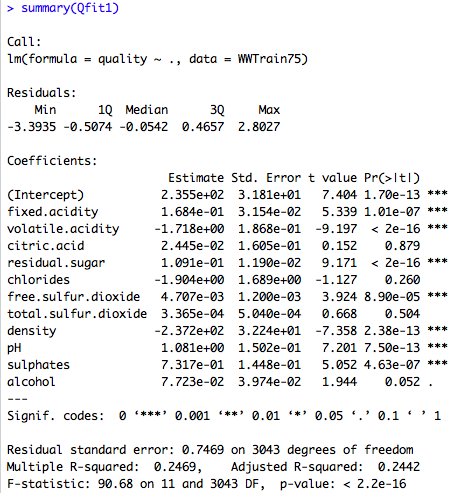 > summary(Qfit1)

Call:
lm(formula = quality ~ ., data = WWTrain75)

Residuals:
    Min      1Q  Median      3Q     Max
-3.3935 -0.5074 -0.0542  0.4657  2.8027

Coefficients:
                       Estimate Std. Error t value Pr(>|t|)
(Intercept)           2.355e+02  3.181e+01   7.404 1.70e-13 ***
fixed.acidity         1.684e-01  3.154e-02   5.339 1.01e-07 ***
volatile.acidity     -1.718e+00  1.868e-01  -9.197  < 2e-16 ***
citric.acid           2.445e-02  1.605e-01   0.152    0.879
residual.sugar        1.091e-01  1.190e-02   9.171  < 2e-16 ***
chlorides            -1.904e+00  1.689e+00  -1.127    0.260
free.sulfur.dioxide   4.707e-03  1.200e-03   3.924 8.90e-05 ***
total.sulfur.dioxide  3.365e-04  5.040e-04   0.668    0.504
density              -2.372e+02  3.224e+01  -7.358 2.38e-13 ***
pH                    1.081e+00  1.502e-01   7.201 7.50e-13 ***
sulphates             7.317e-01  1.448e-01   5.052 4.63e-07 ***
alcohol               7.723e-02  3.974e-02   1.944    0.052 .
---
Signif. codes:  0 ‘***’ 0.001 ‘**’ 0.01 ‘*’ 0.05 ‘.’ 0.1 ‘ ’ 1

Residual standard error: 0.7469 on 3043 degrees of freedom
Multiple R-squared:  0.2469,	Adjusted R-squared:  0.2442
F-statistic: 90.68 on 11 and 3043 DF,  p-value: < 2.2e-16